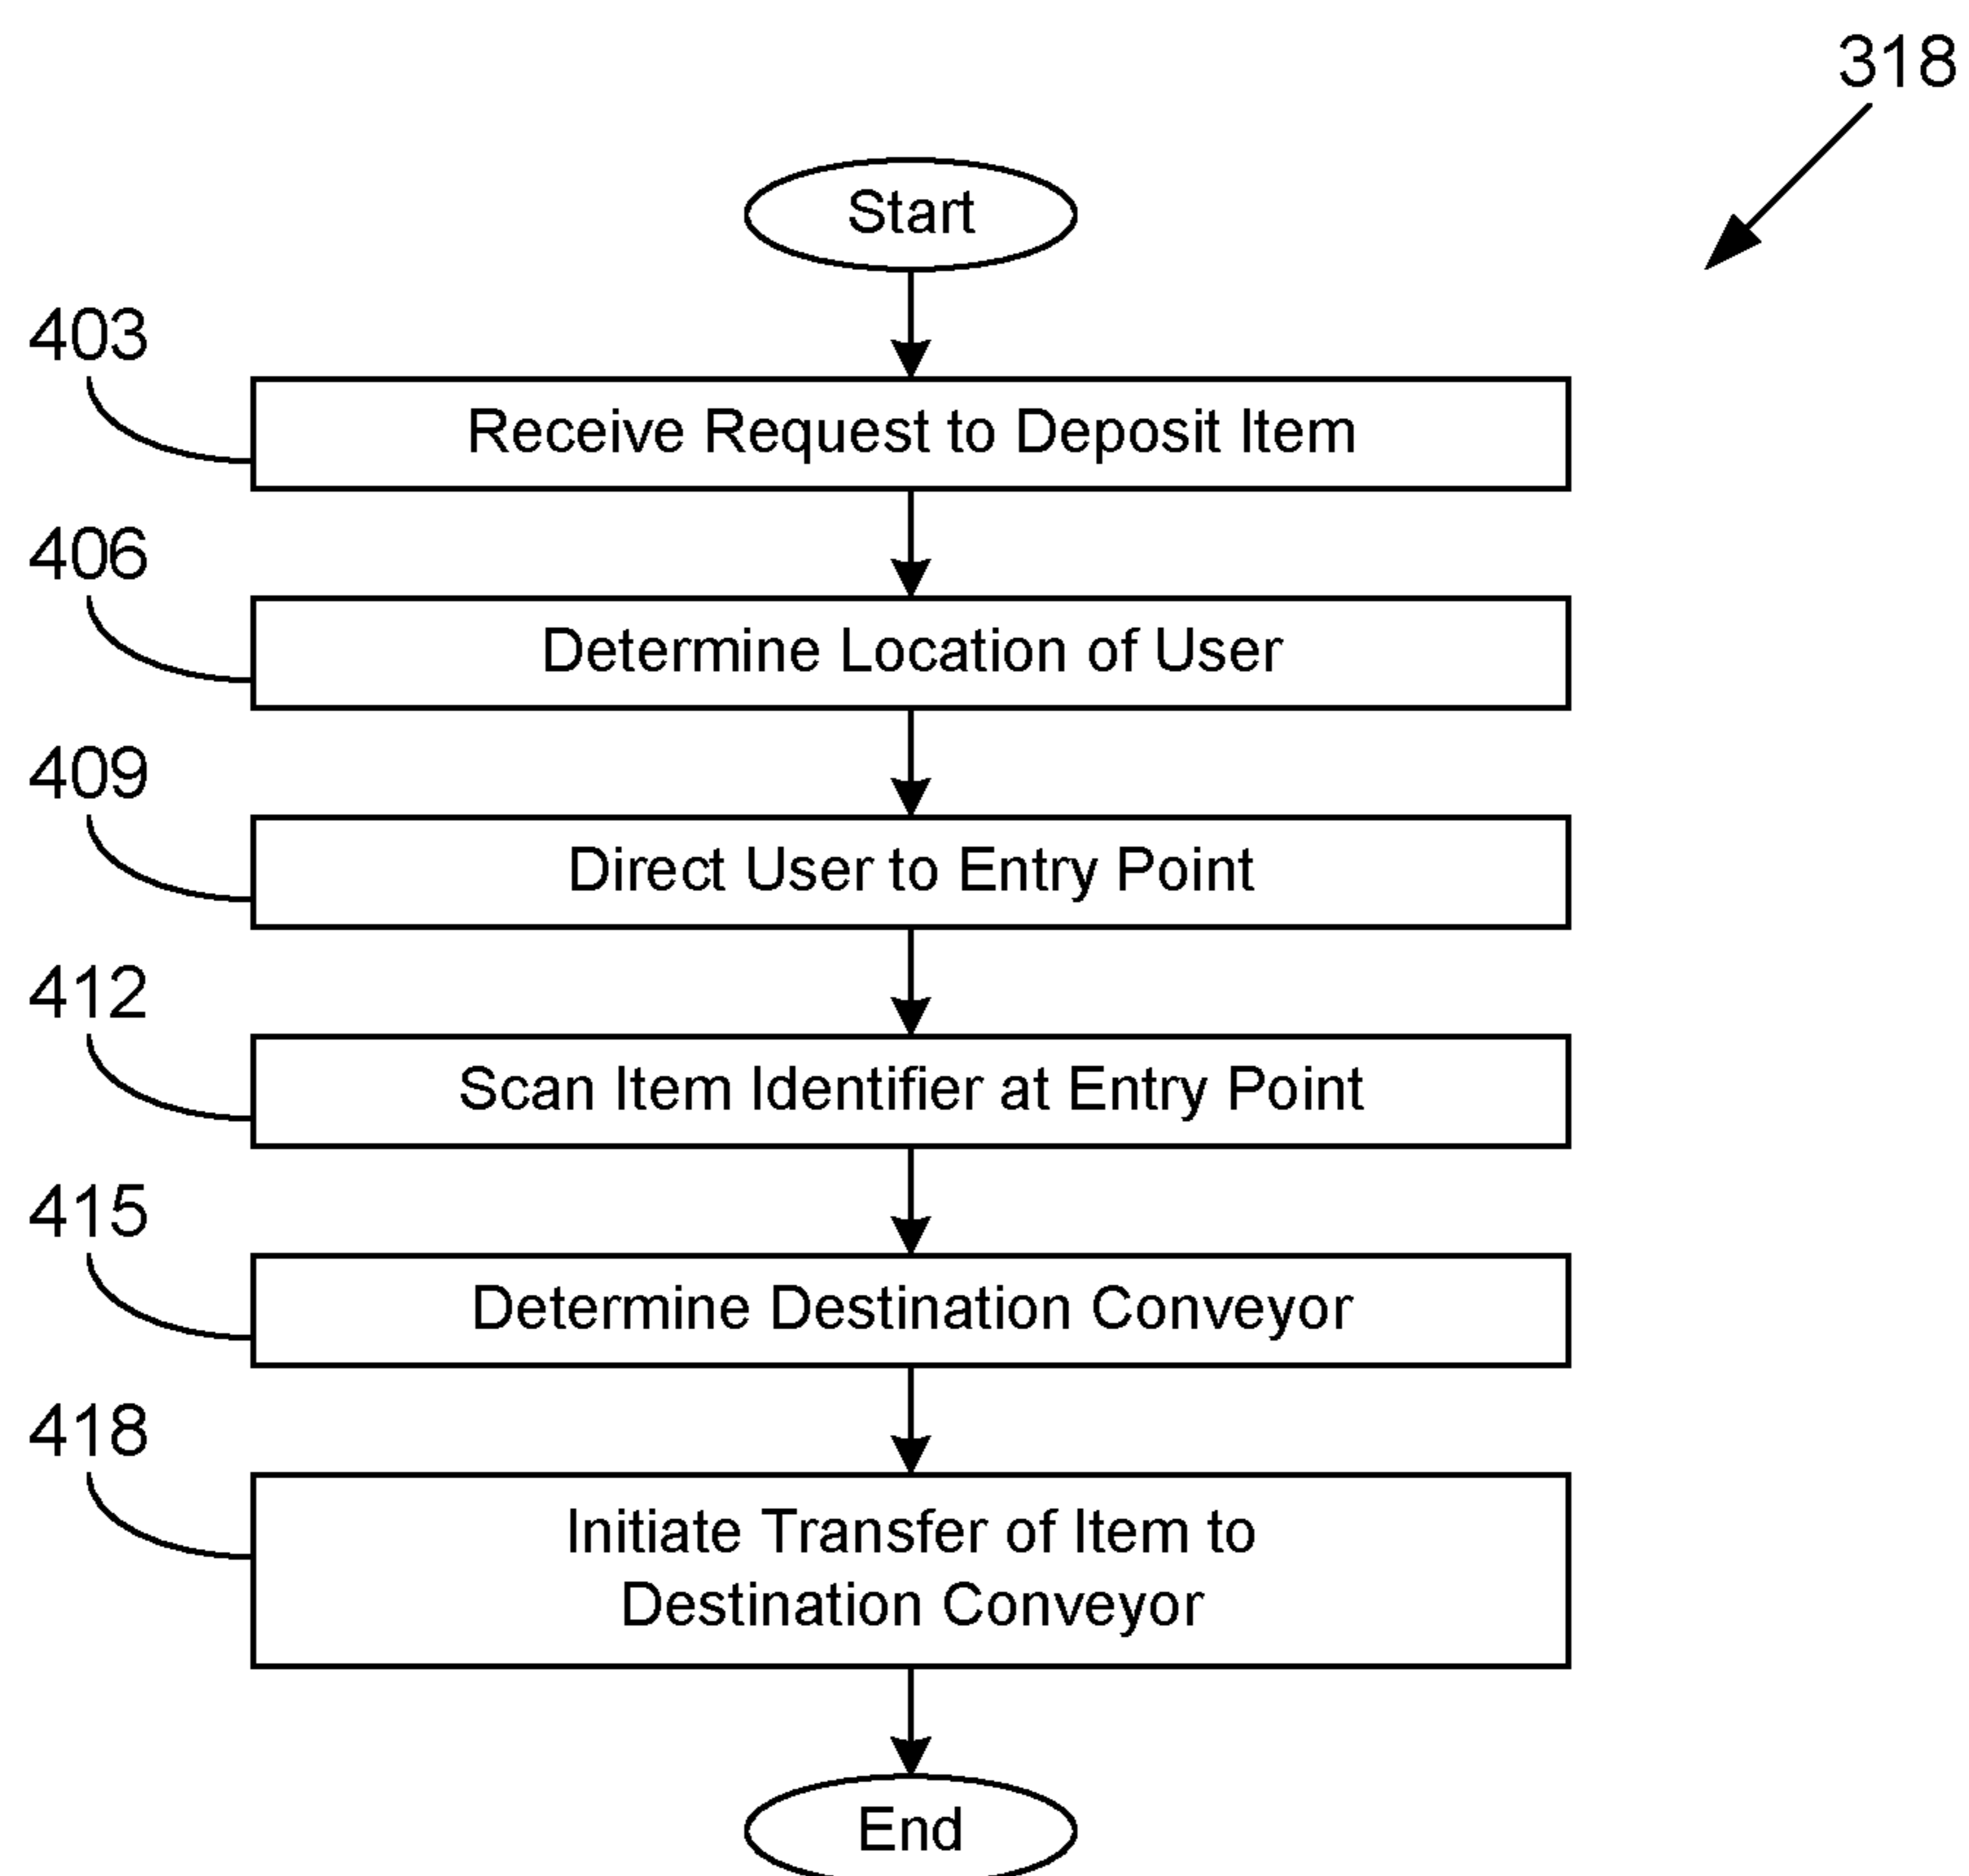 318
Start
403
Receive Request to Deposit Item
406
Determine Location of User
409
Direct User to Entry Point
412
Scan Item Identifier at Entry Point
415
Determine Destination Conveyor
418
Initiate Transfer of Item to
Destination Conveyor
End